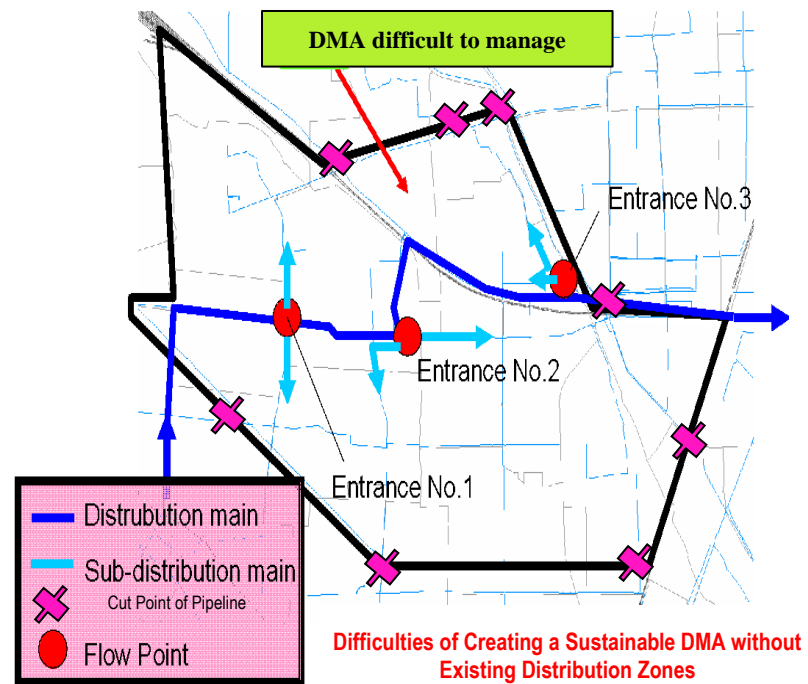 DMA difficult to manage
Entrance No.3
Entrance No.2
Entrance No.1
Distrubution main
Sub-distribution main
Cut Point of Pipeline
Flow Point
Difficulties of Creating a Sustainable DMA without
Existing Distribution Zones